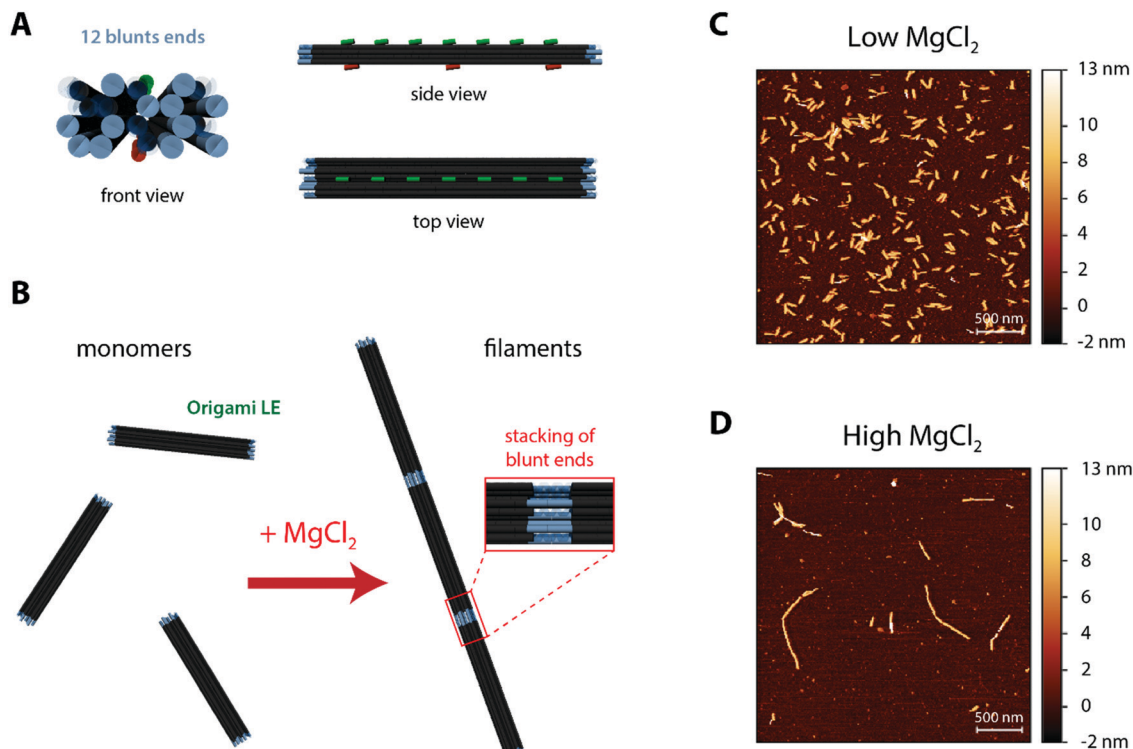 A
12 blunts ends
front view
side view
top view
B
monomers
filaments
Origami LE
stacking of
blunt ends
+ MgCl₂
C
Low MgCl₂
13 nm
10
8
6
4
2
0
-2 nm
500 nm
D
High MgCl₂
13 nm
10
8
6
4
2
0
-2 nm
500 nm